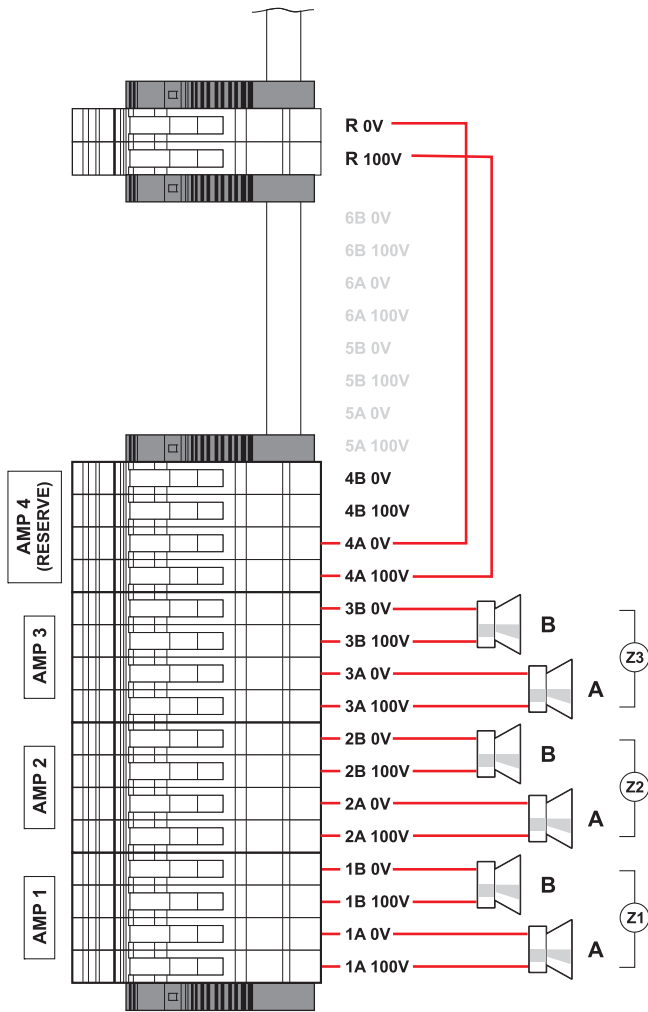 R 0V
R 100V
6B 0V
6B 100V
6A 0V
6A 100V
5B 0V
5B 100V
5A 0V
5A 100V
AMP 4
(RESERVE)
4B 0V
4B 100V
4A 0V
4A 100V
AMP 3
3B 0V
B
3B 100V
Z3
3A 0V
A
3A 100V
AMP 2
2B 0V
B
2B 100V
Z2
2A 0V
A
2A 100V
AMP 1
1B 0V
B
1B 100V
Z1
1A 0V
A
1A 100V